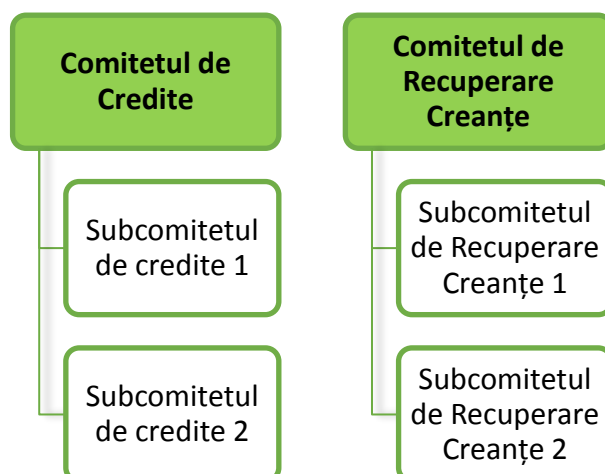 Comitetul de
Credite
Subcomitetul
de credite 1
Subcomitetul
de credite 2
Comitetul de
Recuperare
Creanțe
Subcomitetul
de Recuperare
Creanțe 1
Subcomitetul
de Recuperare
Creanțe 2